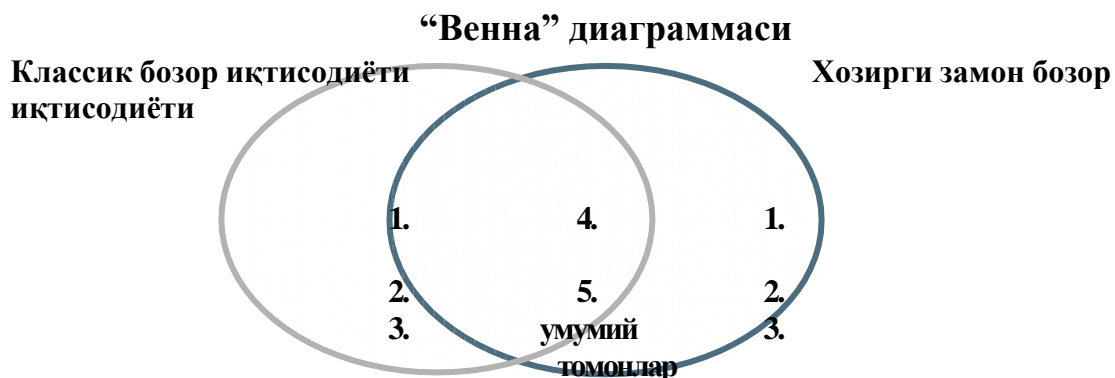 “Венна” диаграммаси
Классик бозор иқтисодиёти Хозирги замон бозор
иқтисодиёти
1. 4. 1.
2. 5. 2.
3. умумий 3.
томонлар